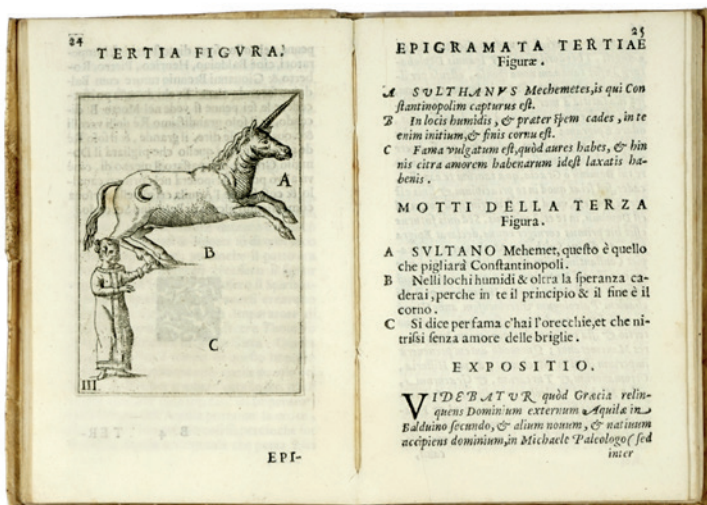 24
TERTIA FIGVRA.
A
B
C
III
EPI-
25
EPIGRAMATA TERTIAE
Figuræ.
A SVLTHANVS Mechemetes, is qui Con
ſtantinopolim capturus eſt.
B In locis humidis, & præter ſpem cades, in te
enim initium, & finis cornu eſt.
C Fama vulgatum eſt, quòd aures habes, & hin
nis citra amorem habenarum ideſt laxatis ha-
benis.
MOTTI DELLA TERZA
Figura.
A SVLTANO Mehemet, queſto è quello
che pigliarà Conſtantinopoli.
B Nelli lochi humidi & oltra la ſperanza ca-
derai, perche in te il principio & il fine è il
corno.
C Si dice per fama c'hai l'orecchie, et che ni-
triſſi ſenza amore delle briglie.
EXPOSITIO.
VIDEBATVR quòd Græcia relin-
quens Dominium externum Aquilæ in
Balduino ſecundo, & alium nouum, & natiuum
accipiens dominium, in Michaele Paleologo (ſed
inter